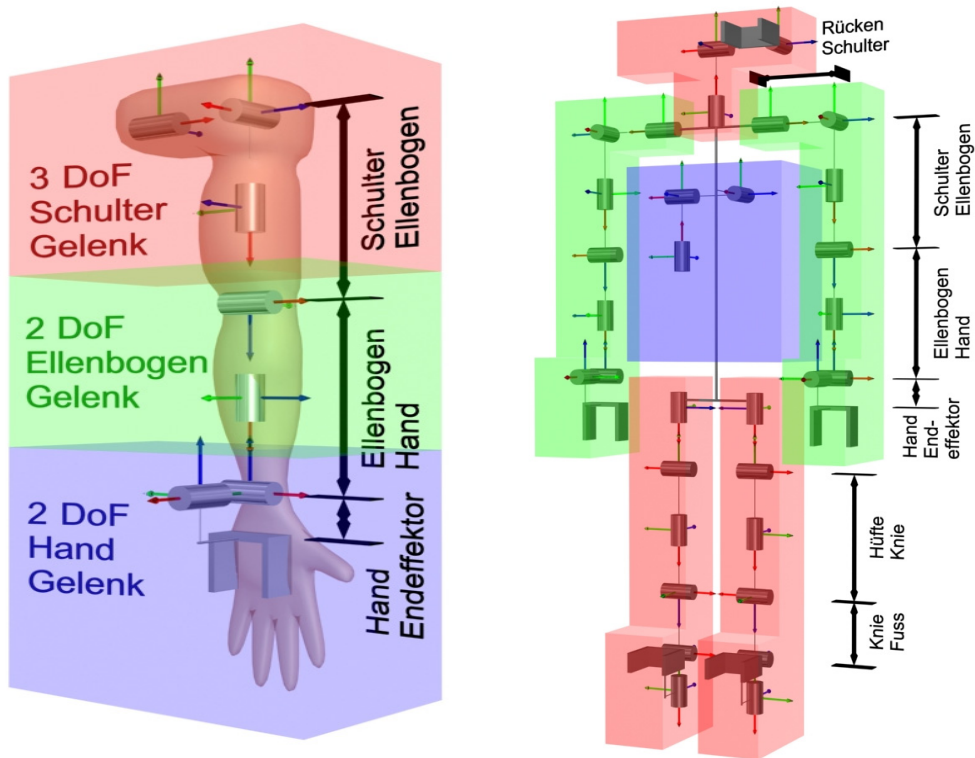 3 DoF
Schulter
Gelenk
2 DoF
Ellenbogen
Gelenk
2 DoF
Hand
Gelenk
Schulter
Ellenbogen
Ellenbogen
Hand
Hand
Endeffektor
Rücken
Schulter
Schulter
Ellenbogen
Ellenbogen
Hand
Hand
End-
effektor
Hüfte
Knie
Knie
Fuss